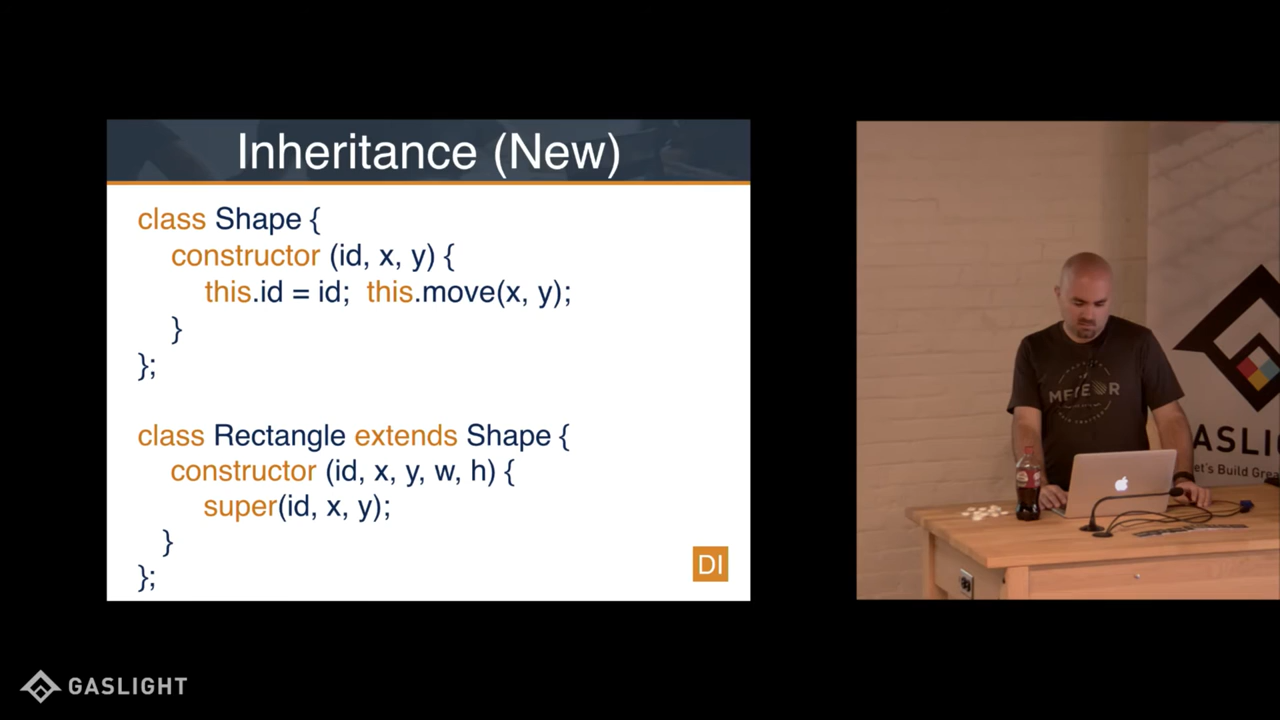 Inheritance (New)
class Shape {
constructor (id, x, y) {
this.id = id;  this.move(x, y);
}
};
class Rectangle extends Shape {
constructor (id, x, y, w, h) {
super(id, x, y);
}
};
DI
METEOR
GASLIGHT